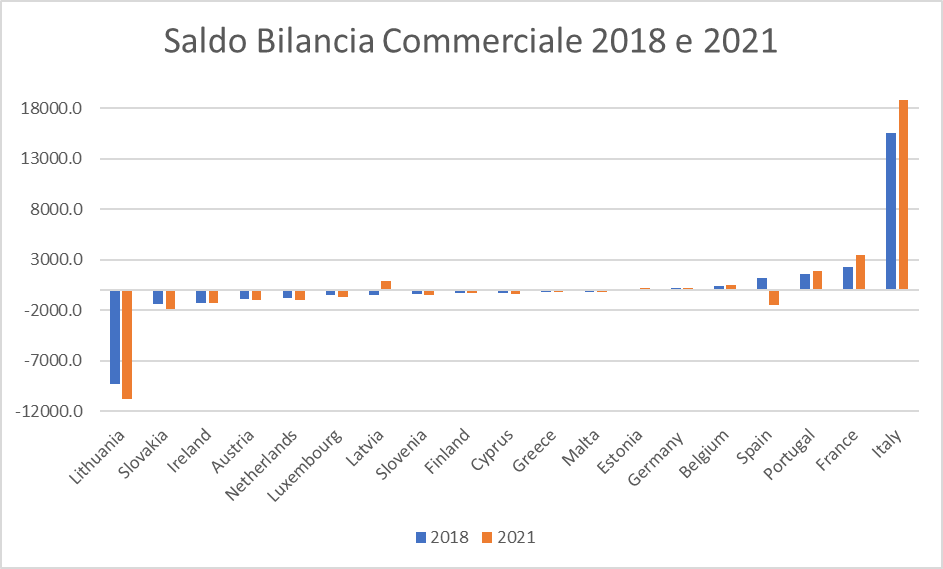 Saldo Bilancia Commerciale 2018 e 2021
18000.0
13000.0
8000.0
3000.0
-2000.0
-7000.0
-12000.0
Lithuania
Slovakia
Ireland
Austria
Netherlands
Luxembourg
Latvia
Slovenia
Finland
Cyprus
Greece
Malta
Estonia
Germany
Belgium
Spain
Portugal
France
Italy
2018 2021